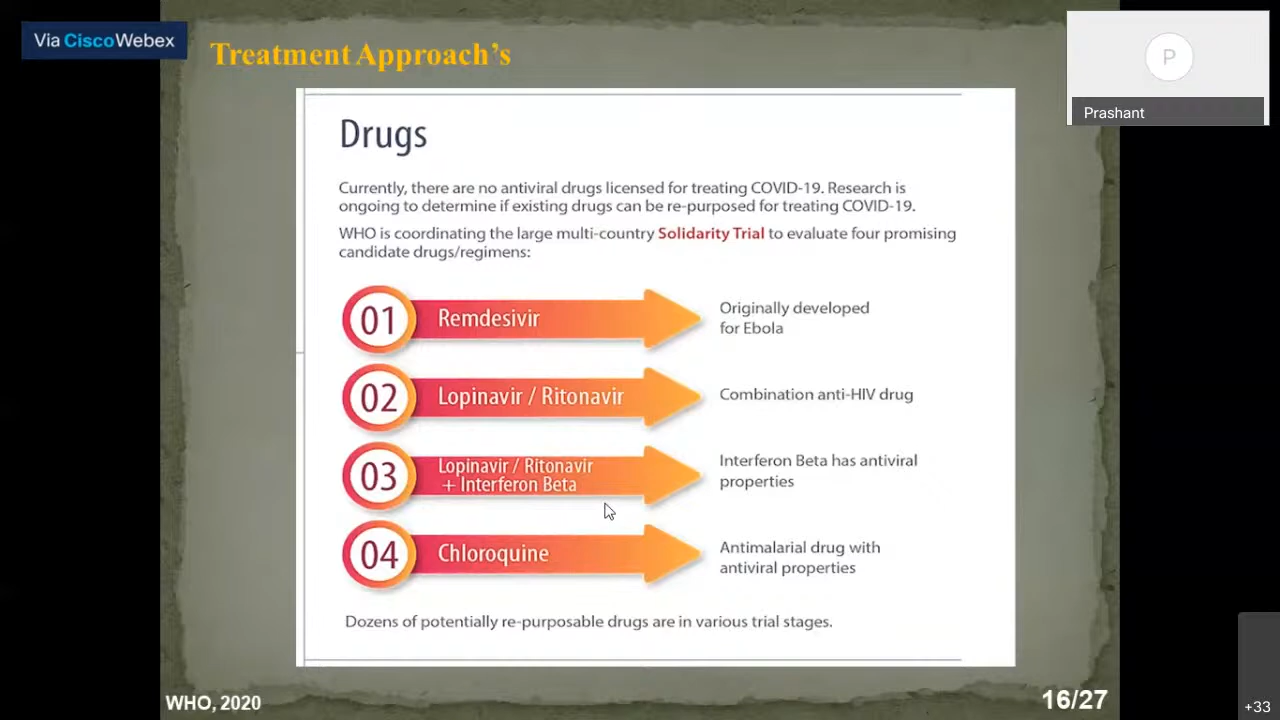 Via CiscoWebex
Treatment Approach's
P
Prashant
Drugs
Currently, there are no antiviral drugs licensed for treating COVID-19. Research is
ongoing to determine if existing drugs can be re-purposed for treating COVID-19.
WHO is coordinating the large multi-country Solidarity Trial to evaluate four promising
candidate drugs/regimens:
01 Remdesivir
Originally developed
for Ebola
02 Lopinavir / Ritonavir
Combination anti-HIV drug
03 Lopinavir / Ritonavir
+ Interferon Beta
Interferon Beta has antiviral
properties
04 Chloroquine
Antimalarial drug with
antiviral properties
Dozens of potentially re-purposable drugs are in various trial stages.
WHO, 2020
16/27
+33